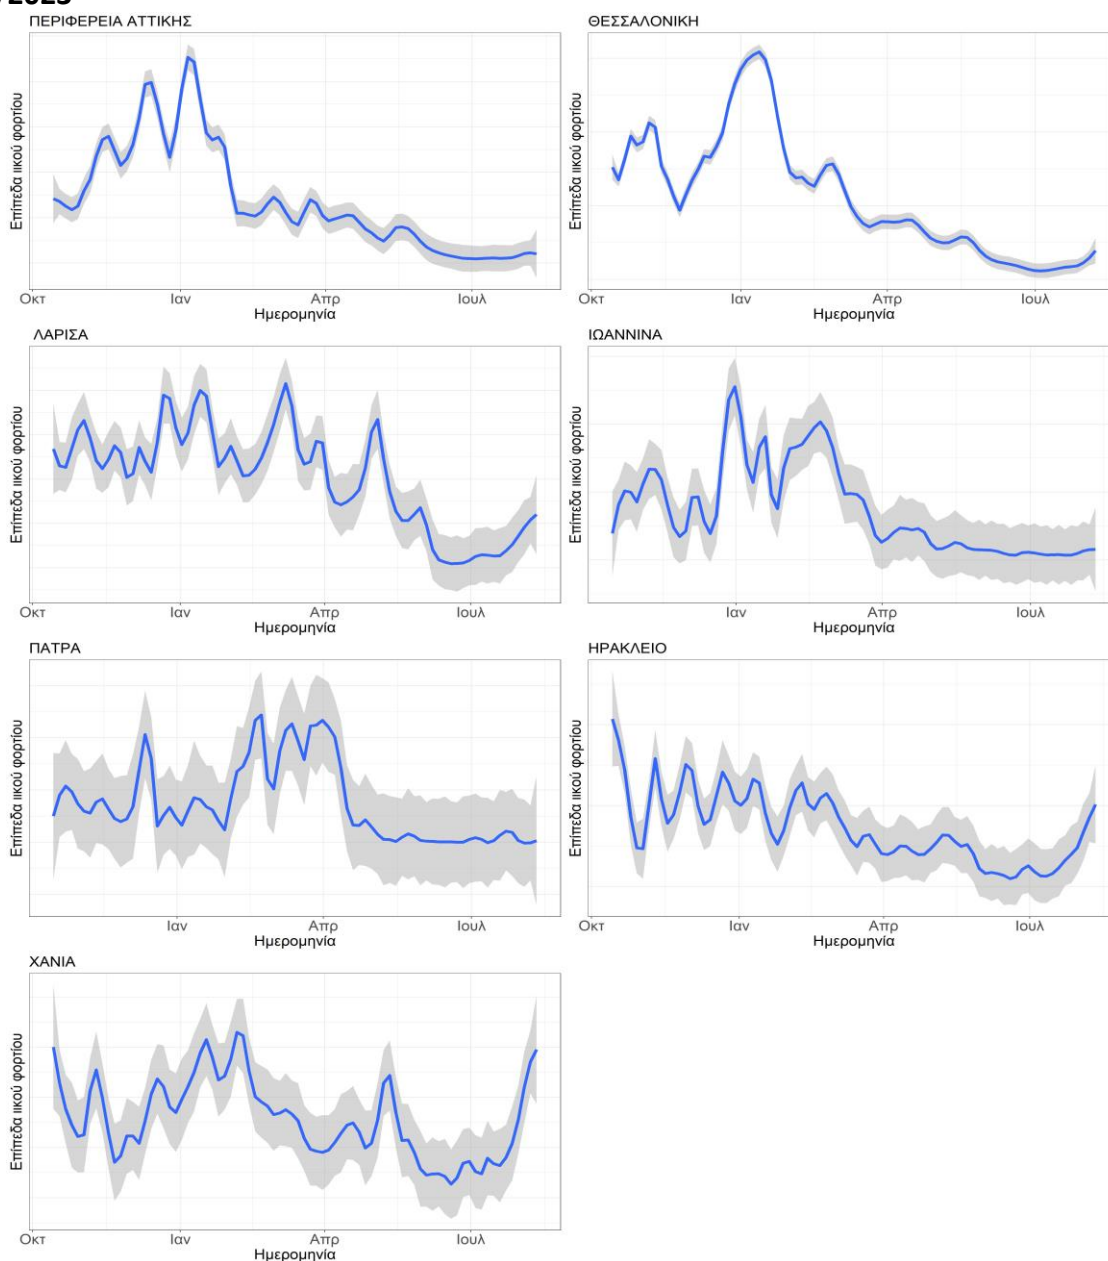 ΠΕΡΙΦΕΡΕΙΑ ΑΤΤΙΚΗΣ
Επίπεδα ιικού φορτίου
Οκτ Ιαν Απρ Ιουλ
Ημερομηνία
ΘΕΣΣΑΛΟΝΙΚΗ
Επίπεδα ιικού φορτίου
Οκτ Ιαν Απρ Ιουλ
Ημερομηνία
ΛΑΡΙΣΑ
Επίπεδα ιικού φορτίου
Οκτ Ιαν Απρ Ιουλ
Ημερομηνία
ΙΩΑΝΝΙΝΑ
Επίπεδα ιικού φορτίου
Ιαν Απρ Ιουλ
Ημερομηνία
ΠΑΤΡΑ
Επίπεδα ιικού φορτίου
Ιαν Απρ Ιουλ
Ημερομηνία
ΗΡΑΚΛΕΙΟ
Επίπεδα ιικού φορτίου
Οκτ Ιαν Απρ Ιουλ
Ημερομηνία
ΧΑΝΙΑ
Επίπεδα ιικού φορτίου
Οκτ Ιαν Απρ Ιουλ
Ημερομηνία